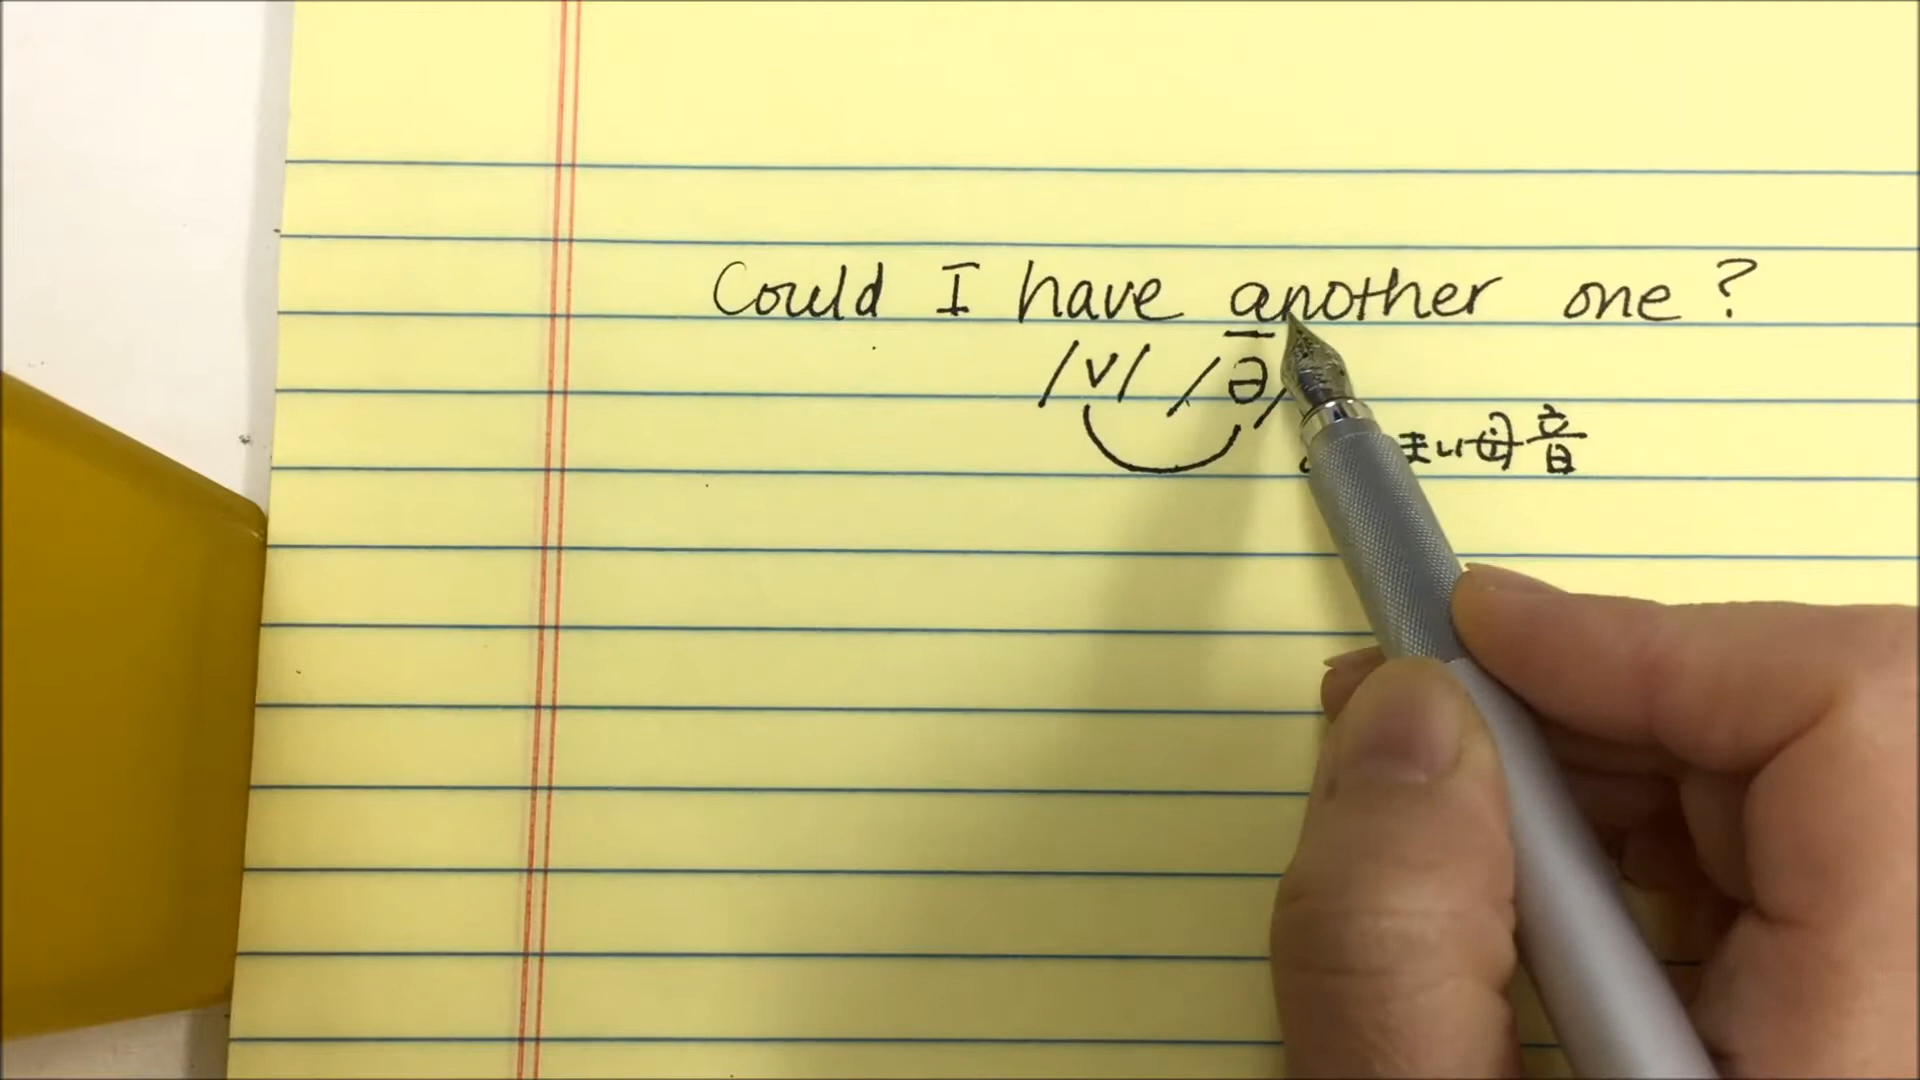 Could I have another one?
/v/ /ə/
まい母音